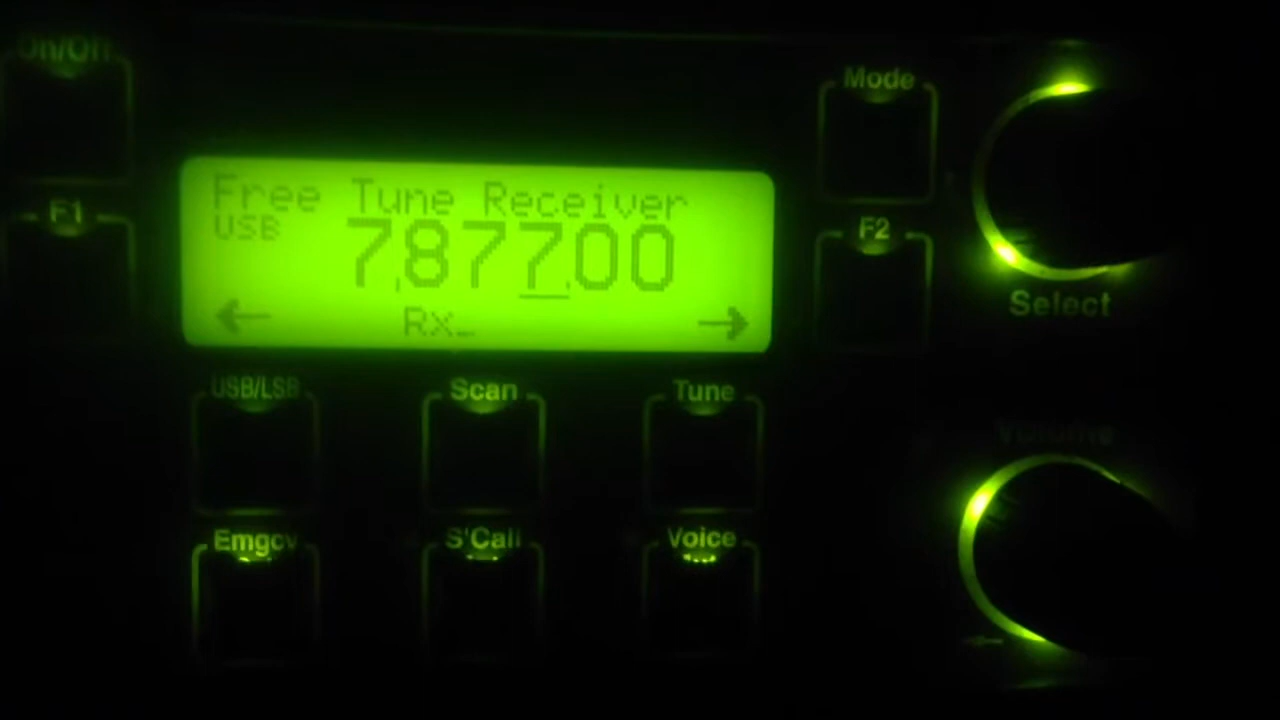 On/Off
Mode
Free Tune Receiver
F1
USB
7,877.00
F2
Rx
Select
USB/LSB
Scan
Tune
Volume
Emgcy
S'Call
Voice